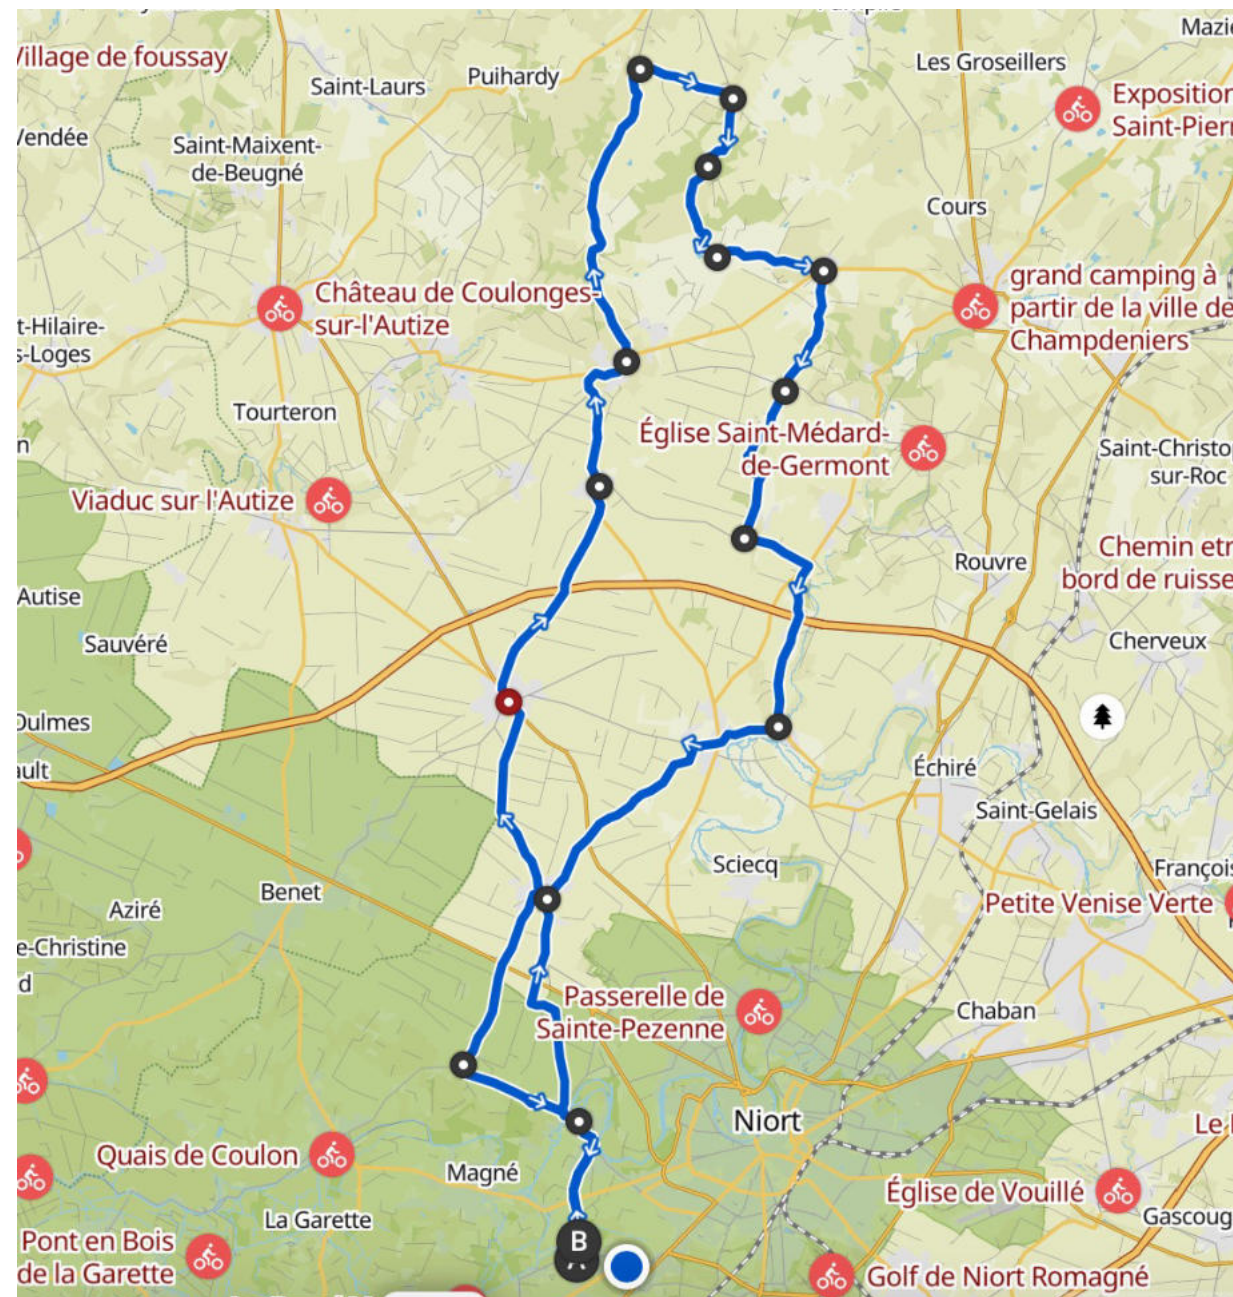 Mazi
Village de foussay
Les Groseillers
Saint-Laurs
Puihardy
Exposition
Saint-Pierr
Vendée
Saint-Maixent-
de-Beugné
Cours
grand camping à
partir de la ville de
Champdeniers
Château de Coulonges-
sur-l'Autize
t-Hilaire-
s-Loges
Tourteron
Église Saint-Médard-
de-Germont
Saint-Christo
sur-Roc
n
Viaduc sur l'Autize
Rouvre
Chemin etr
bord de ruisse
Autise
Sauvéré
Cherveux
Oulmes
ault
Échiré
Saint-Gelais
Sciecq
François
Benet
Aziré
Petite Venise Verte
e-Christine
d
Passerelle de
Sainte-Pezenne
Chaban
Niort
Le
Quais de Coulon
Magné
Église de Vouillé
La Garette
Gascoug
B
Pont en Bois
de la Garette
Golf de Niort Romagné